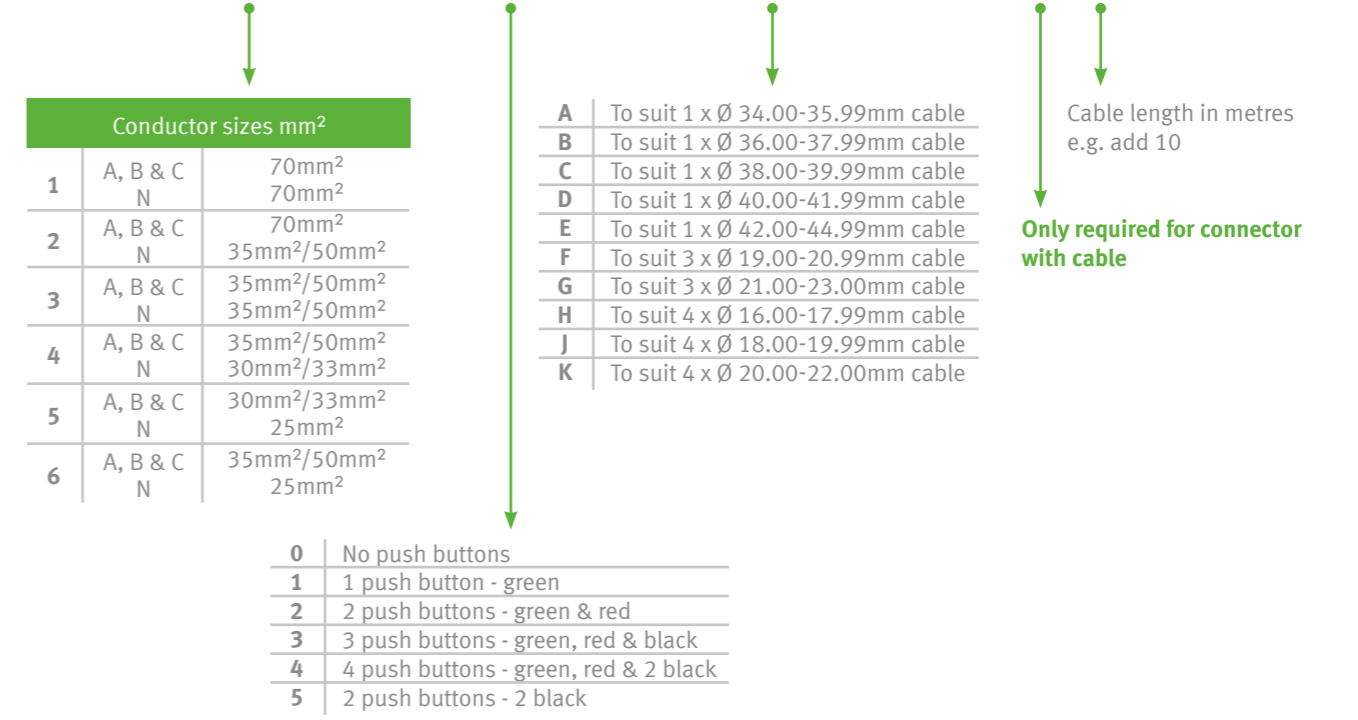 Conductor sizes mm²
1 A, B & C 70mm²
N 70mm²
2 A, B & C 70mm²
N 35mm²/50mm²
3 A, B & C 35mm²/50mm²
N 35mm²/50mm²
4 A, B & C 35mm²/50mm²
N 30mm²/33mm²
5 A, B & C 30mm²/33mm²
N 25mm²
6 A, B & C 35mm²/50mm²
N 25mm²
A To suit 1 x Ø 34.00-35.99mm cable
B To suit 1 x Ø 36.00-37.99mm cable
C To suit 1 x Ø 38.00-39.99mm cable
D To suit 1 x Ø 40.00-41.99mm cable
E To suit 1 x Ø 42.00-44.99mm cable
F To suit 3 x Ø 19.00-20.99mm cable
G To suit 3 x Ø 21.00-23.00mm cable
H To suit 4 x Ø 16.00-17.99mm cable
J To suit 4 x Ø 18.00-19.99mm cable
K To suit 4 x Ø 20.00-22.00mm cable
Cable length in metres
e.g. add 10
Only required for connector
with cable
0 No push buttons
1 1 push button - green
2 2 push buttons - green & red
3 3 push buttons - green, red & black
4 4 push buttons - green, red & 2 black
5 2 push buttons - 2 black